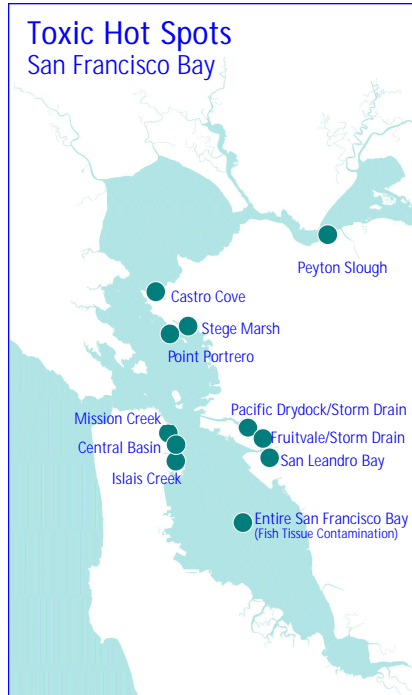 Toxic Hot Spots
San Francisco Bay
Peyton Slough
Castro Cove
Stege Marsh
Point Portrero
Pacific Drydock/Storm Drain
Mission Creek
Fruitvale/Storm Drain
Central Basin
San Leandro Bay
Islais Creek
Entire San Francisco Bay
(Fish Tissue Contamination)